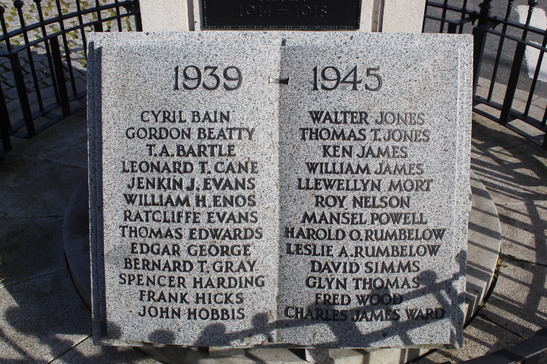 1914-1918
1939
CYRIL BAIN
GORDON BEATTY
T.A. BARTLE
LEONARD T. CANE
JENKIN J. EVANS
WILLIAM H. ENOS
RATCLIFFE EVANS
THOMAS EDWARDS
EDGAR GEORGE
BERNARD T. GRAY
SPENCER HARDING
FRANK HICKS
JOHN HOBBIS
1945
WALTER JONES
THOMAS T. JONES
KEN JAMES
WILLIAM JAMES
LLEWELLYN MORT
ROY NELSON
MANSEL POWELL
HAROLD O. RUMBELOW
LESLIE A. RUMBELOW
DAVID SIMMS
GLYN THOMAS
FRED WOOD
CHARLES JAMES WARD